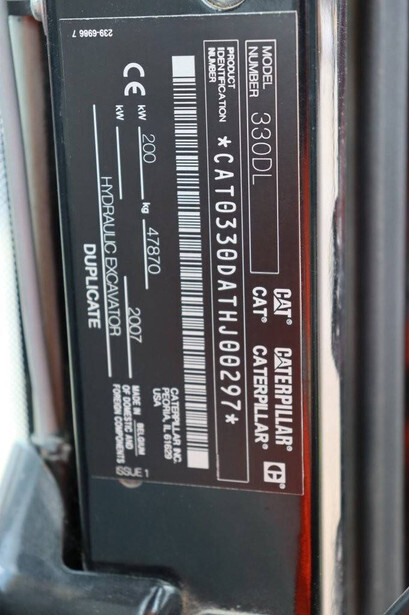 MODEL NUMBER 330DL
CAT® CATERPILLAR®
CAT® CATERPILLAR®
PRODUCT IDENTIFICATION NUMBER
*CAT0330DATHJ00297*
CE kW 200 kg 47870
kW 2007
HYDRAULIC EXCAVATOR
DUPLICATE
CATERPILLAR INC.
PEORIA, IL 61629
USA
MADE IN BELGIUM
OF DOMESTIC AND
FOREIGN COMPONENTS
ISSUE 1
239-6966 7